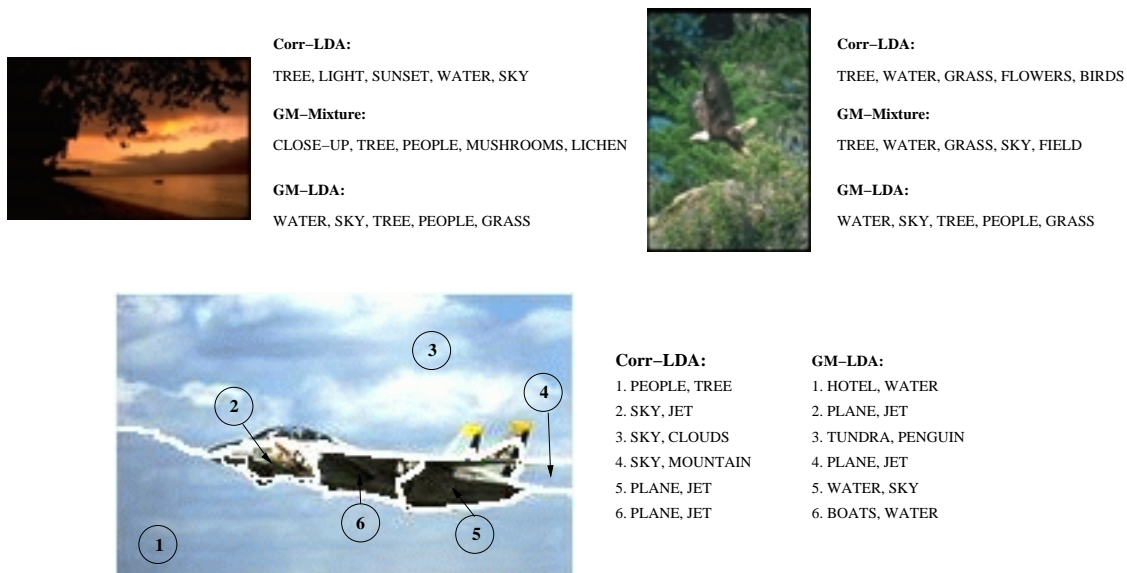 Corr–LDA:
TREE, LIGHT, SUNSET, WATER, SKY
GM–Mixture:
CLOSE–UP, TREE, PEOPLE, MUSHROOMS, LICHEN
GM–LDA:
WATER, SKY, TREE, PEOPLE, GRASS
Corr–LDA:
TREE, WATER, GRASS, FLOWERS, BIRDS
GM–Mixture:
TREE, WATER, GRASS, SKY, FIELD
GM–LDA:
WATER, SKY, TREE, PEOPLE, GRASS
3
4
2
6
5
1
Corr–LDA:
1. PEOPLE, TREE
2. SKY, JET
3. SKY, CLOUDS
4. SKY, MOUNTAIN
5. PLANE, JET
6. PLANE, JET
GM–LDA:
1. HOTEL, WATER
2. PLANE, JET
3. TUNDRA, PENGUIN
4. PLANE, JET
5. WATER, SKY
6. BOATS, WATER